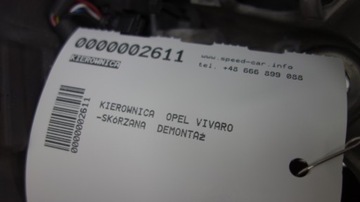 0000002611
KIEROWNICA
www.speed-car.info
tel. +48 666 899 055
KIEROWNICA OPEL VIVARO
-SKÓRZANA DEMONTAŻ
0000002611